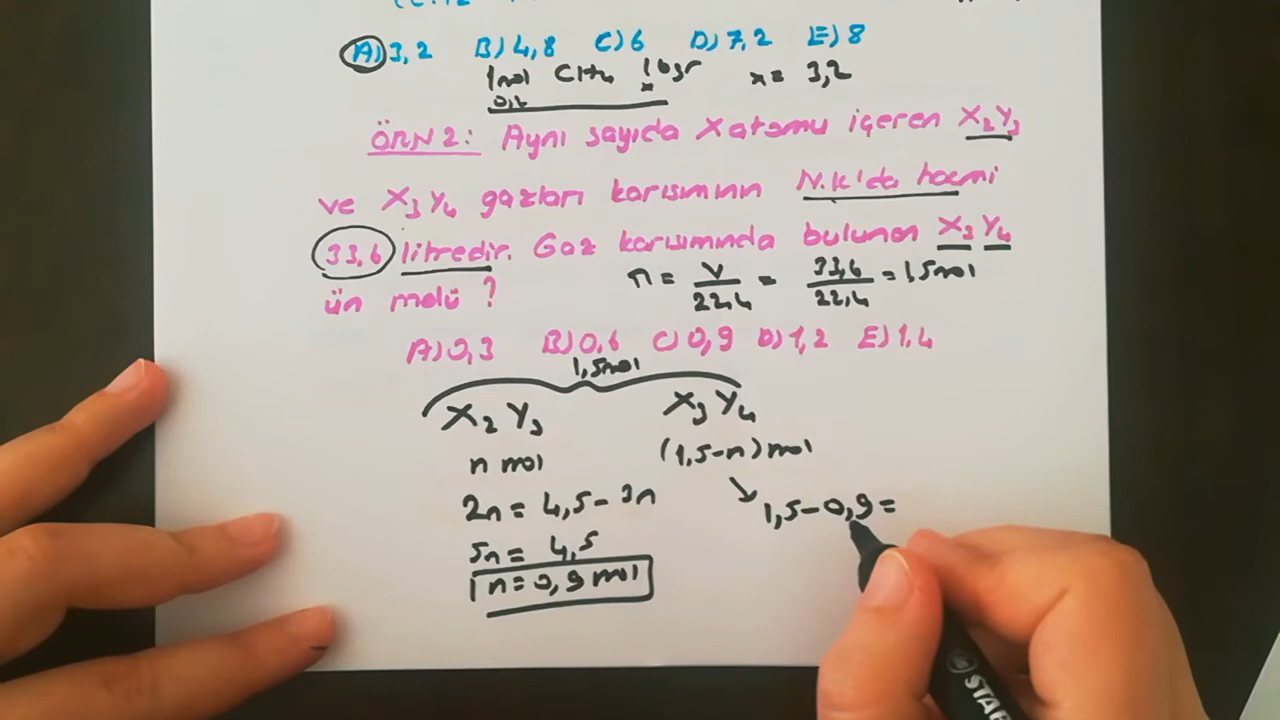 A) 3,2 B) 4,8 C) 6 D) 7,2 E) 8
1mol CH₄ 16gr x = 3,2
0,2 x
ÖRN 2: Aynı sayıda X atomu içeren X₂Y₃
ve X₃Y₄ gazları karışımının N.K'da hacmi
33,6 litredir. Gaz karışımında bulunan X₃Y₄
ün molü ?
n = V/22,4 = 33,6/22,4 = 1,5mol
A) 0,3 B) 0,6 C) 0,9 D) 1,2 E) 1,4
1,5mol
X₂Y₃ X₃Y₄
n mol (1,5-n) mol
2n = 4,5 - 3n
1,5 - 0,9 =
5n = 4,5
n = 0,9 mol
STAB